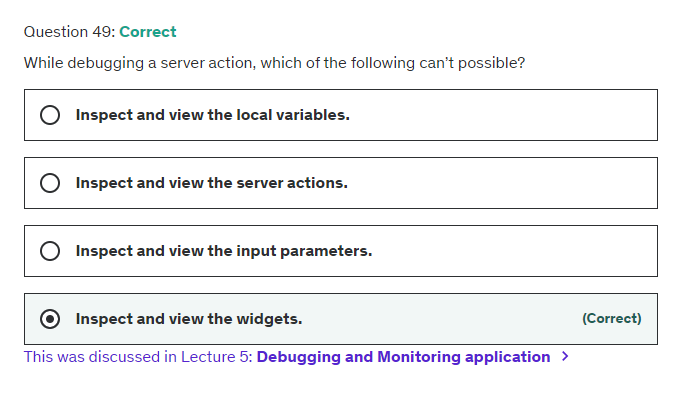 Question 49: Correct
While debugging a server action, which of the following can't possible?
Inspect and view the local variables.
Inspect and view the server actions.
Inspect and view the input parameters.
Inspect and view the widgets. (Correct)
This was discussed in Lecture 5: Debugging and Monitoring application >